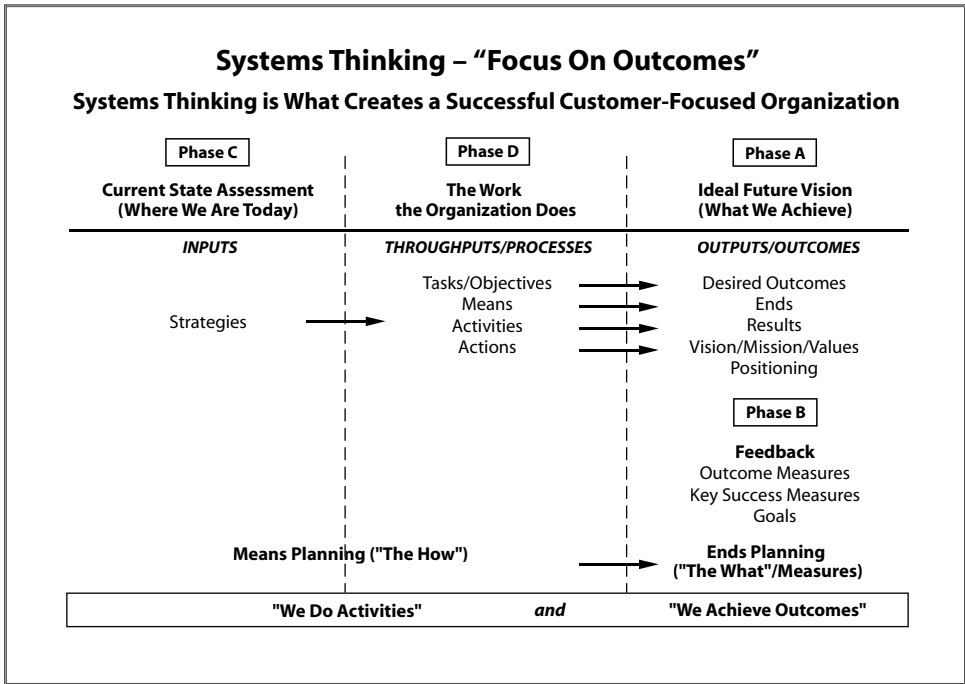 Systems Thinking – “Focus On Outcomes”
Systems Thinking is What Creates a Successful Customer-Focused Organization
Phase C
Current State Assessment
(Where We Are Today)
INPUTS
Strategies
Phase D
The Work
the Organization Does
THROUGHPUTS/PROCESSES
Tasks/Objectives
Means
Activities
Actions
Phase A
Ideal Future Vision
(What We Achieve)
OUTPUTS/OUTCOMES
Desired Outcomes
Ends
Results
Vision/Mission/Values
Positioning
Phase B
Feedback
Outcome Measures
Key Success Measures
Goals
Means Planning ("The How")
Ends Planning
("The What"/Measures)
"We Do Activities" and "We Achieve Outcomes"